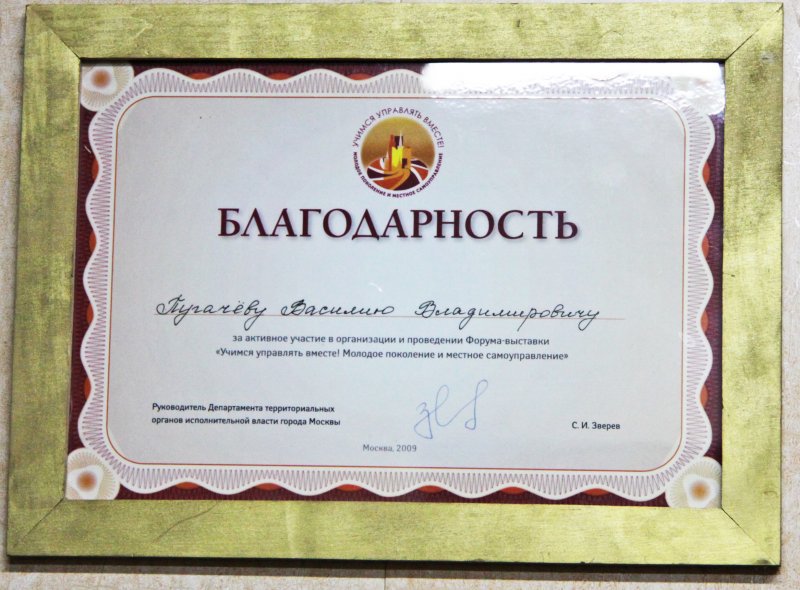 УЧИМСЯ УПРАВЛЯТЬ ВМЕСТЕ!
МОЛОДОЕ ПОКОЛЕНИЕ И МЕСТНОЕ САМОУПРАВЛЕНИЕ
БЛАГОДАРНОСТЬ
Пугачёву Василию Владимировичу
за активное участие в организации и проведении Форума-выставки
«Учимся управлять вместе! Молодое поколение и местное самоуправление»
Руководитель Департамента территориальных
органов исполнительной власти города Москвы
С. И. Зверев
Москва, 2009